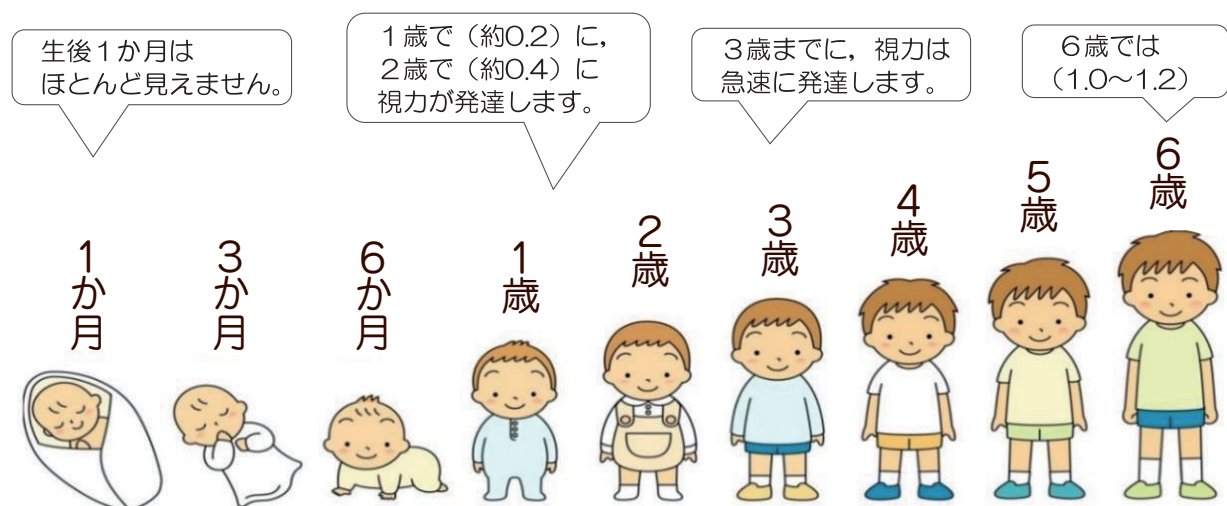 生後１か月は
ほとんど見えません。
１歳で（約0.2）に，
２歳で（約0.4）に
視力が発達します。
３歳までに，視力は
急速に発達します。
６歳では
（1.0〜1.2）
１か月
３か月
６か月
１歳
２歳
３歳
４歳
５歳
６歳